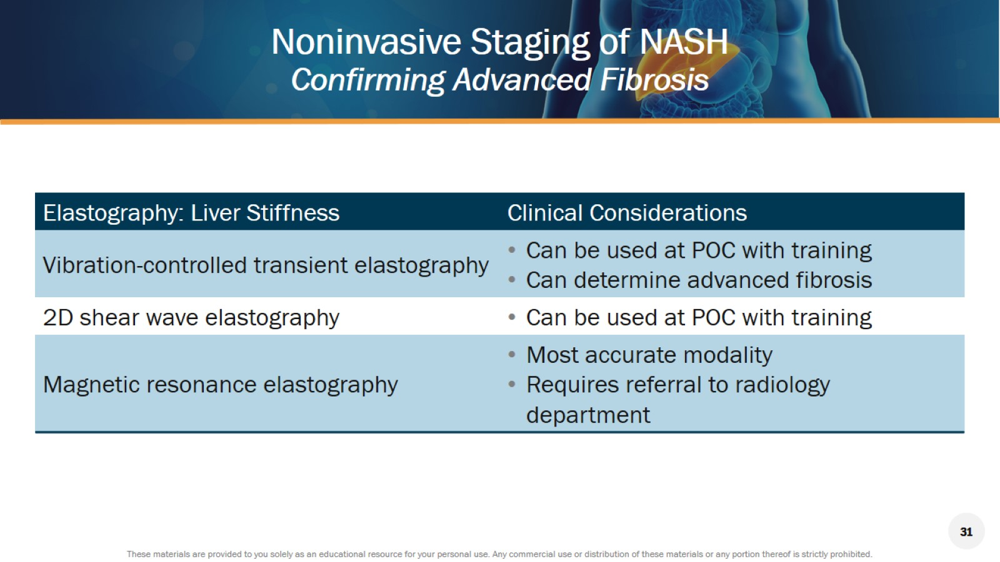 Noninvasive Staging of NASH
Confirming Advanced Fibrosis
Elastography: Liver Stiffness
Clinical Considerations
Vibration-controlled transient elastography
• Can be used at POC with training
• Can determine advanced fibrosis
2D shear wave elastography
• Can be used at POC with training
Magnetic resonance elastography
• Most accurate modality
• Requires referral to radiology
department
31
These materials are provided to you solely as an educational resource for your personal use. Any commercial use or distribution of these materials or any portion thereof is strictly prohibited.